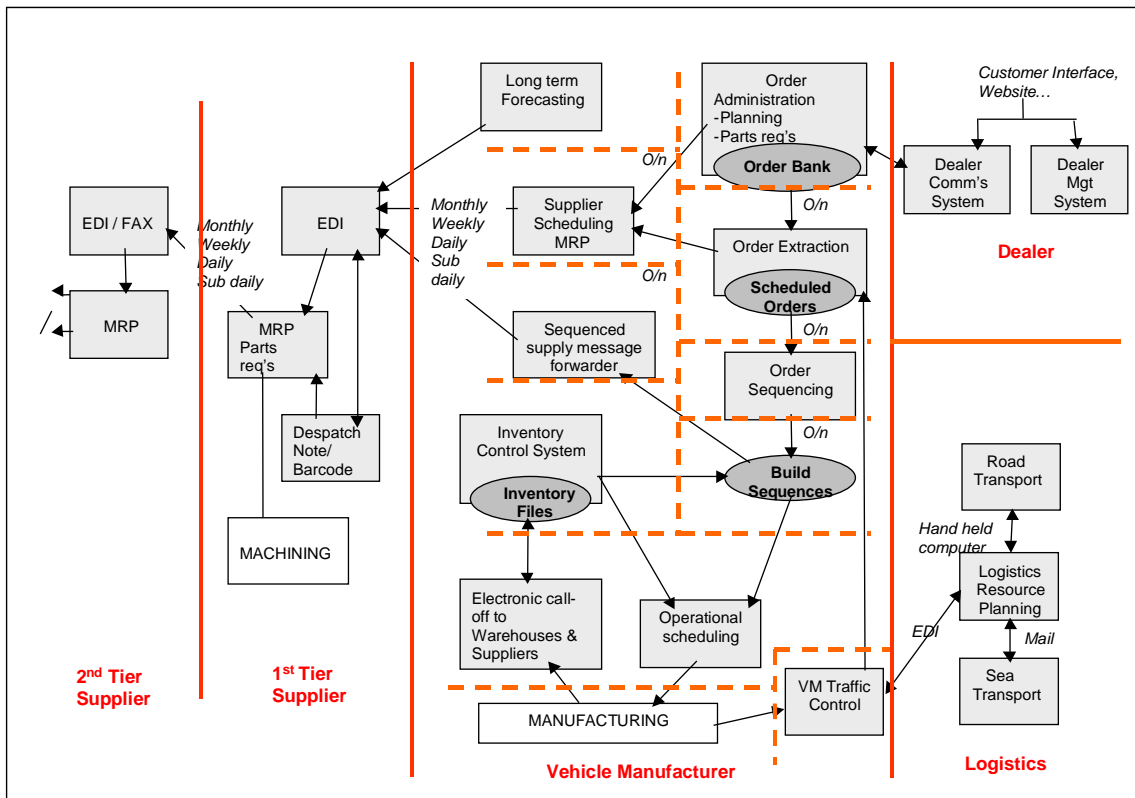 Long term
Forecasting
Order
Administration
-Planning
-Parts req's
Order Bank
Customer Interface,
Website…
Dealer
Comm's
System
Dealer
Mgt
System
Dealer
O/n
O/n
EDI / FAX
Monthly
Weekly
Daily
Sub daily
MRP
EDI
Monthly
Weekly
Daily
Sub
daily
Supplier
Scheduling
MRP
O/n
Order Extraction
Scheduled
Orders
O/n
MRP
Parts
req's
Sequenced
supply message
forwarder
Order
Sequencing
O/n
Despatch
Note/
Barcode
Inventory
Control System
Inventory
Files
Build
Sequences
Road
Transport
Hand held
computer
MACHINING
Electronic call-
off to
Warehouses &
Suppliers
Operational
scheduling
Logistics
Resource
Planning
EDI
Mail
Sea
Transport
VM Traffic
Control
MANUFACTURING
2nd Tier
Supplier
1st Tier
Supplier
Vehicle Manufacturer
Logistics